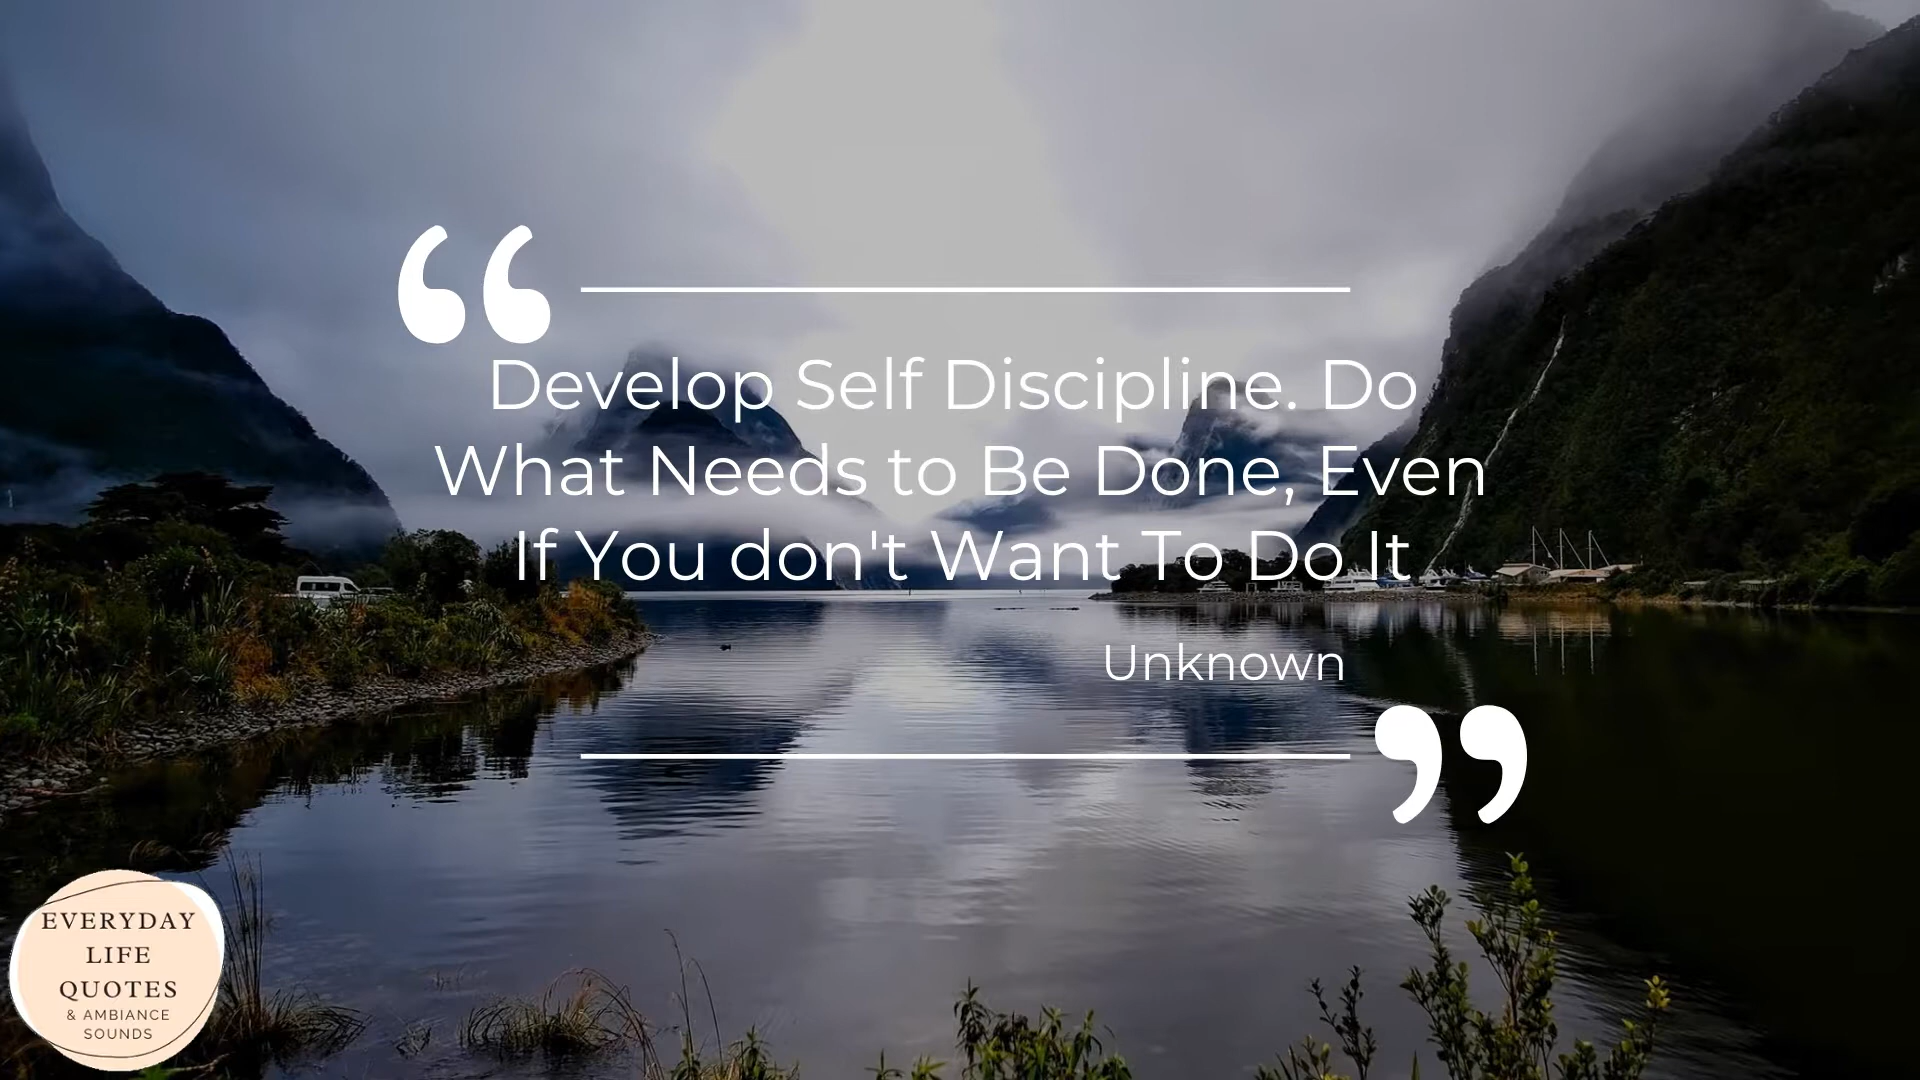 “
Develop Self Discipline. Do
What Needs to Be Done, Even
If You don't Want To Do It
Unknown
”
EVERYDAY
LIFE
QUOTES
& AMBIANCE
SOUNDS